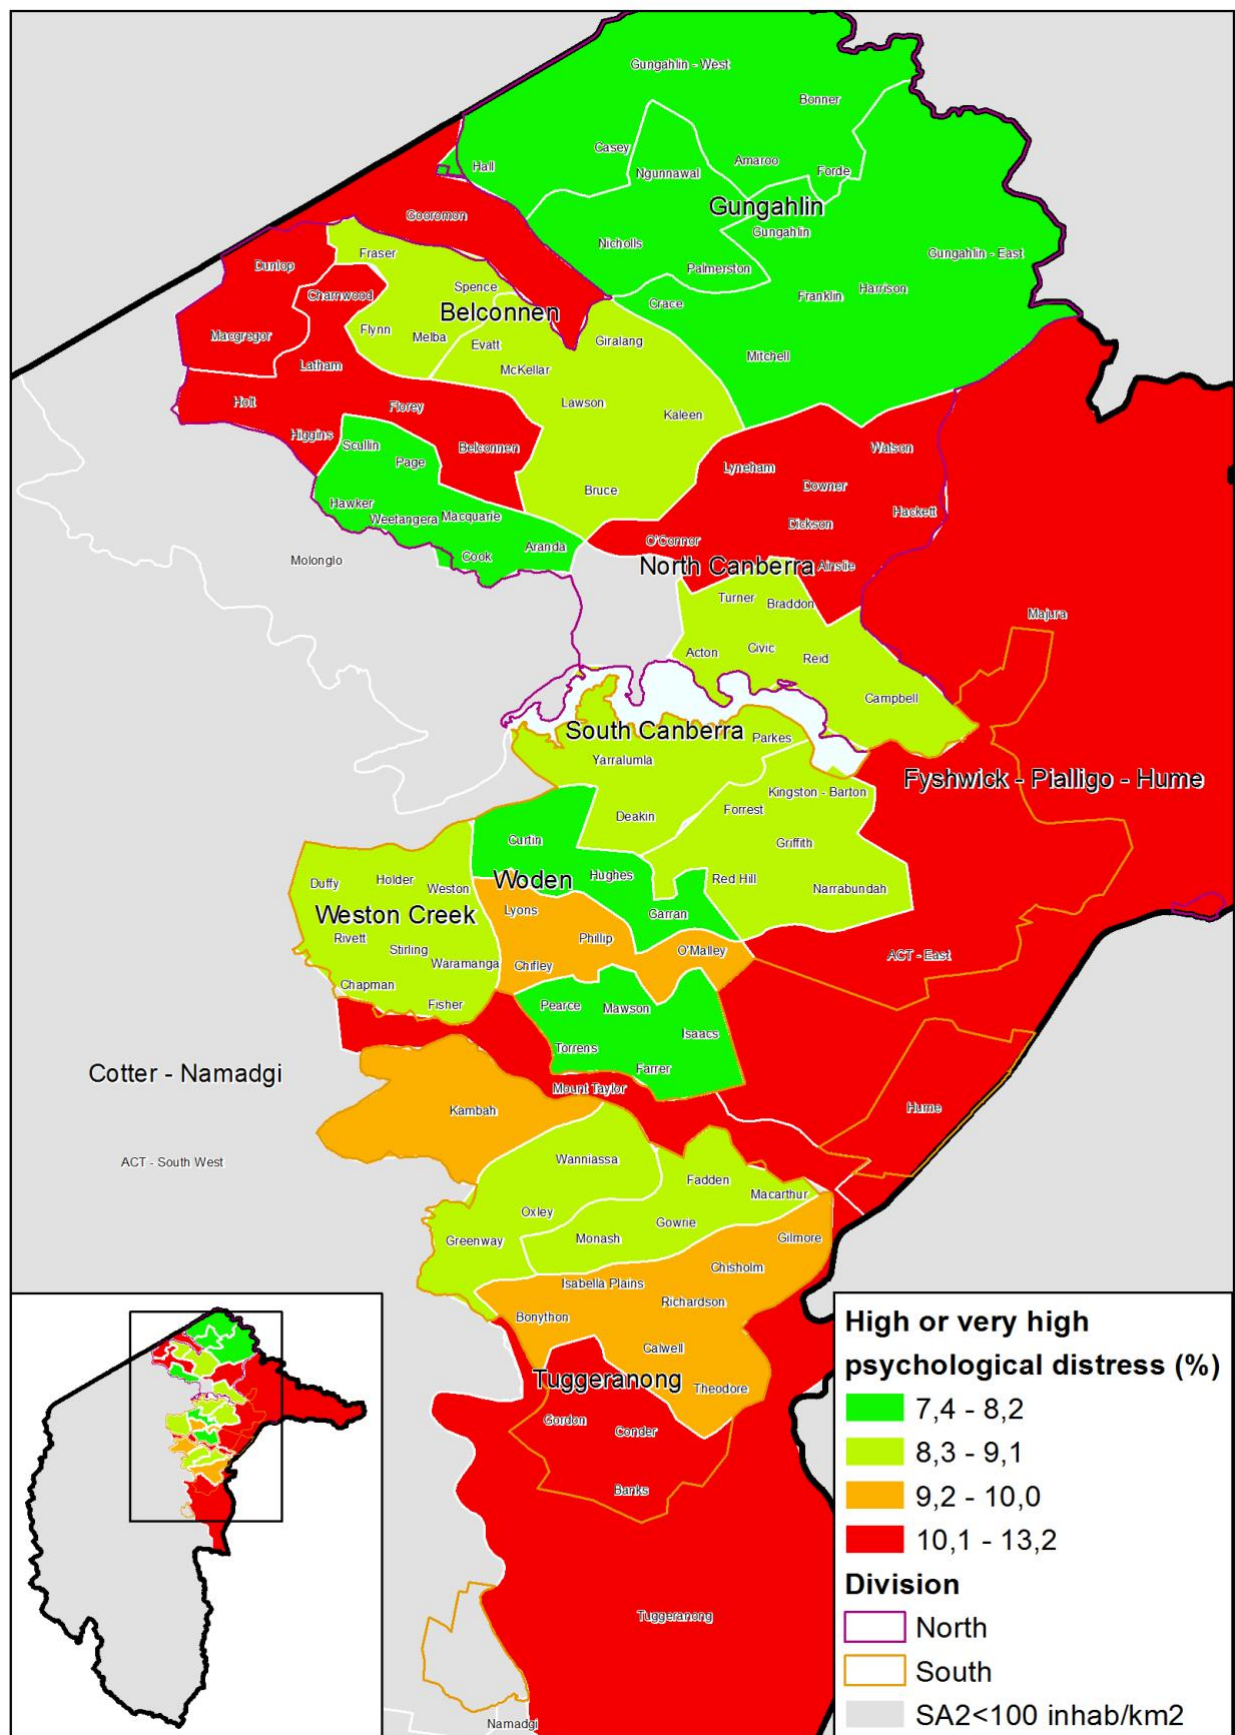 Gungahlin - West
Bonner
Casey
Amaroo
Hall
Ngunnawal
Forde
Gungahlin
Gooromon
Gungahlin
Nicholls
Fraser
Gungahlin - East
Dunlop
Palmerston
Spence
Harrison
Charnwood
Franklin
Grace
Belconnen
Flynn
Melba
Macgregor
Evatt
Giralang
Mitchell
Latham
McKellar
Holt
Florey
Lawson
Kaleen
Higgins
Scullin
Belconnen
Watson
Page
Lyneham
Downer
Bruce
Hawker
Weetangera
Macquarie
Dickson
Hackett
O'Connor
Aranda
Molonglo
Cook
North Canberra
Ainslie
Turner
Braddon
Majura
Acton
Civic
Reid
Campbell
South Canberra
Parkes
Yarralumla
Fyshwick - Pialligo - Hume
Kingston - Barton
Deakin
Forrest
Curtin
Griffith
Duffy
Holder
Weston
Woden
Hughes
Red Hill
Narrabundah
Weston Creek
Lyons
Garran
Rivett
Stirling
Phillip
Waramanga
Chifley
O'Malley
ACT - East
Chapman
Fisher
Pearce
Mawson
Isaacs
Torrens
Farrer
Cotter - Namadgi
Mount Taylor
Kambah
Hume
ACT - South West
Wanniassa
Fadden
Macarthur
Oxley
Gowrie
Greenway
Monash
Gilmore
Chisholm
Isabella Plains
Richardson
Bonython
Calwell
Tuggeranong
Theodore
Gordon
Conder
Banks
Tuggeranong
Namadgi
High or very high
psychological distress (%)
7,4 - 8,2
8,3 - 9,1
9,2 - 10,0
10,1 - 13,2
Division
North
South
SA2<100 inhab/km2